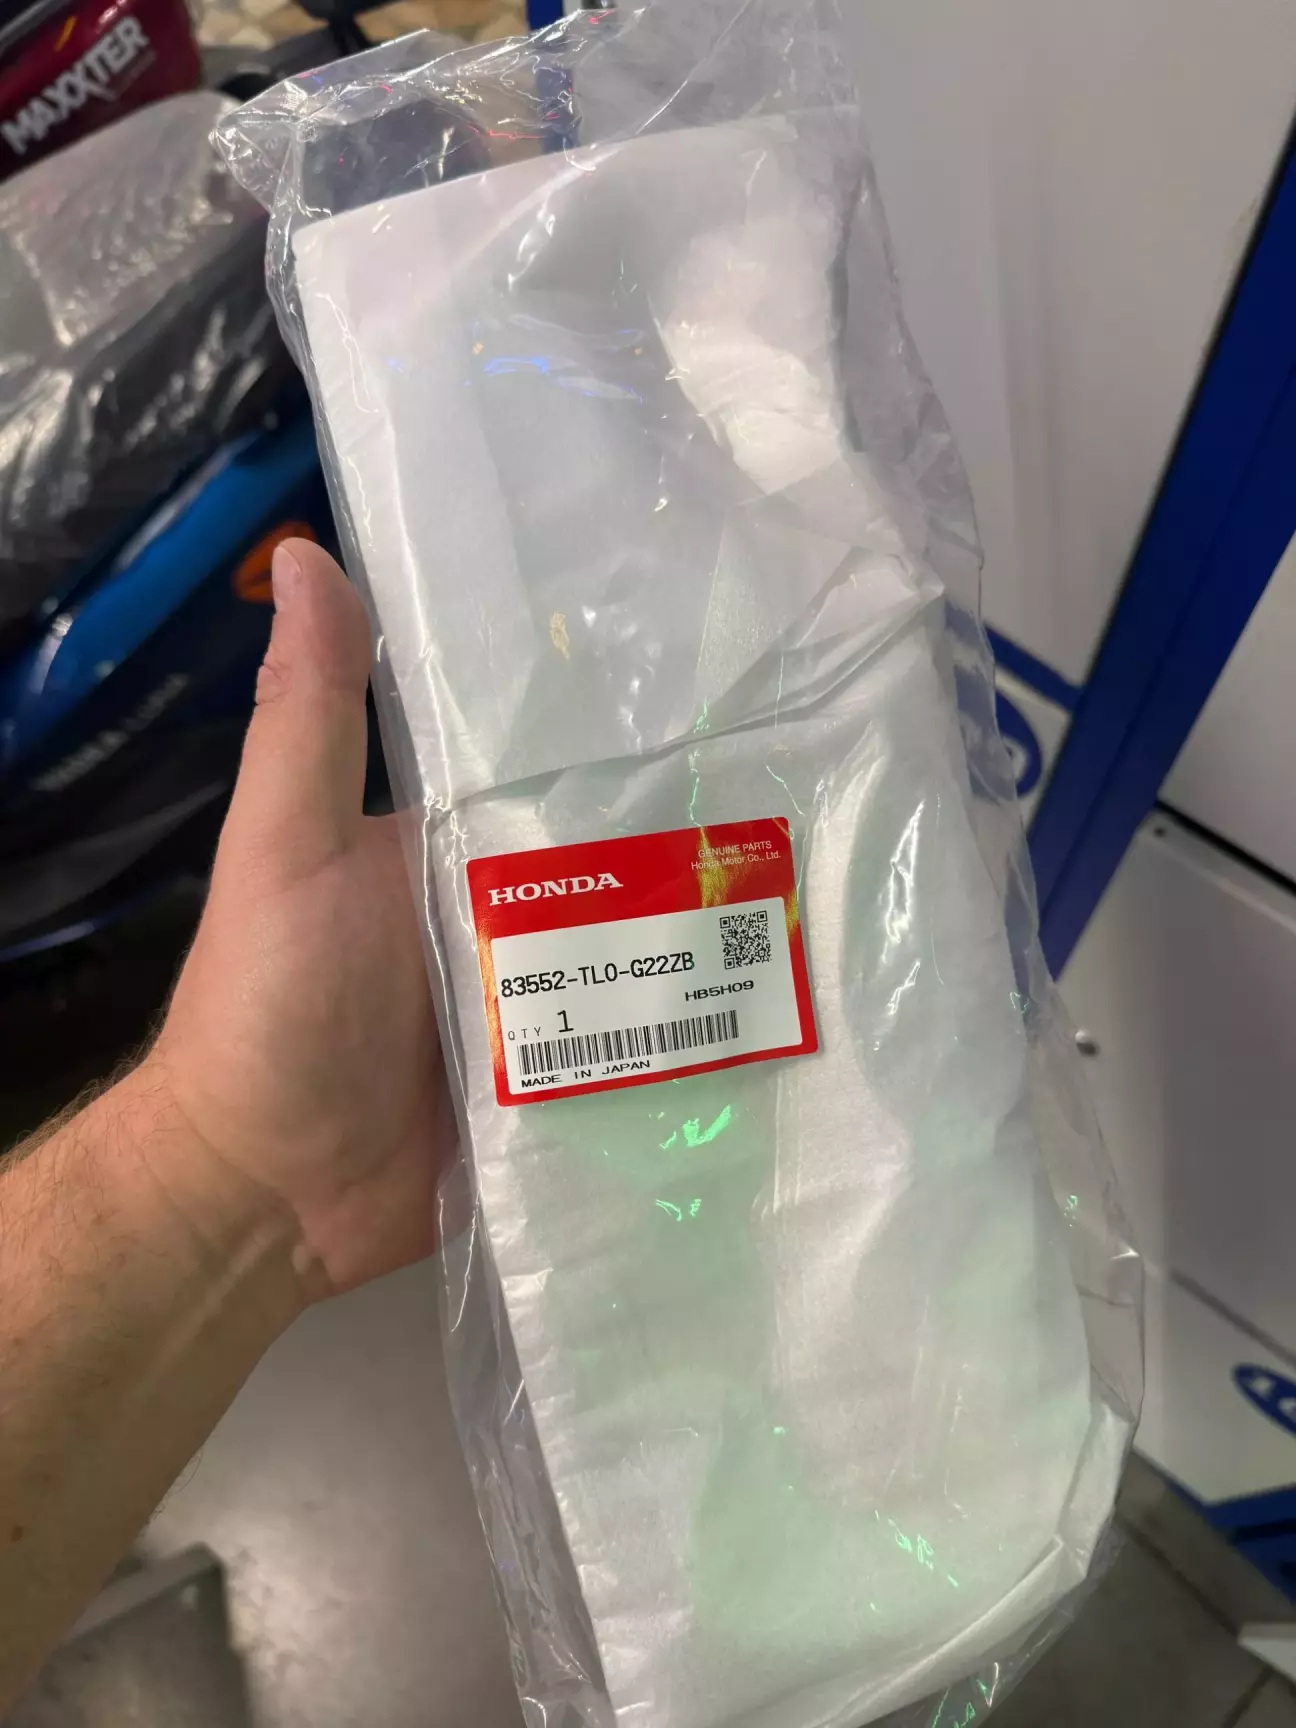 MAXXTER
GENUINE PARTS
Honda Motor Co., Ltd.
HONDA
83552-TL0-G22ZB
HB5H09
QTY 1
MADE IN JAPAN